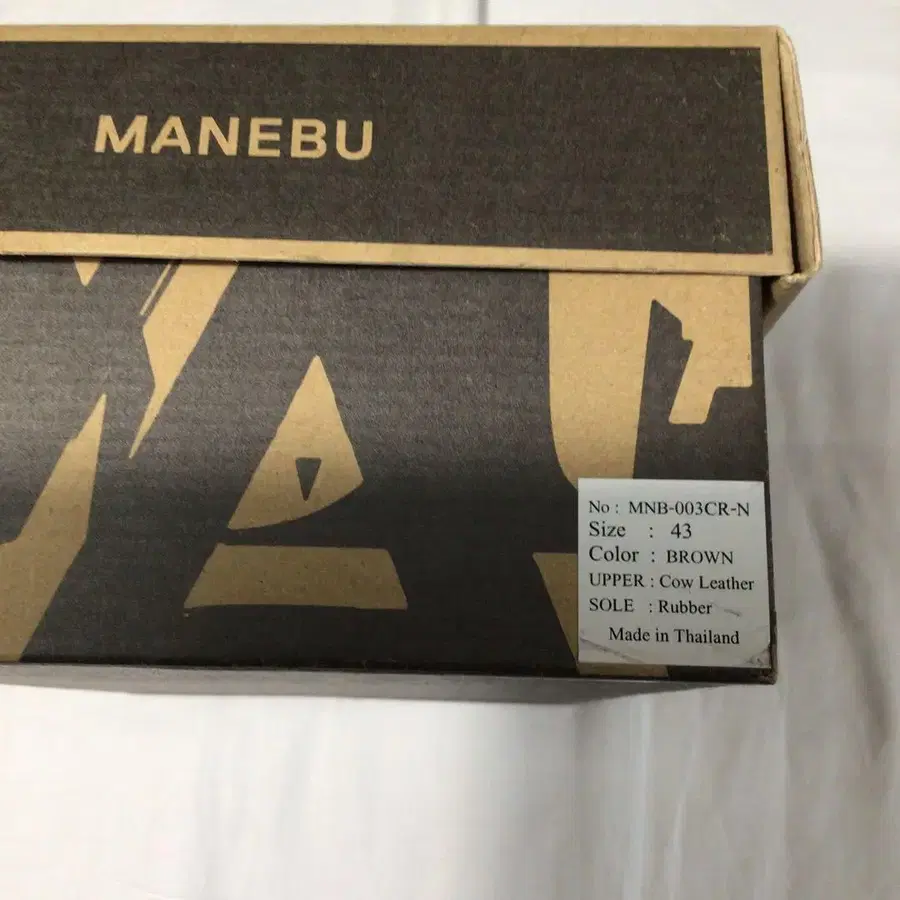 MANEBU
No : MNB-003CR-N
Size : 43
Color : BROWN
UPPER : Cow Leather
SOLE : Rubber
Made in Thailand